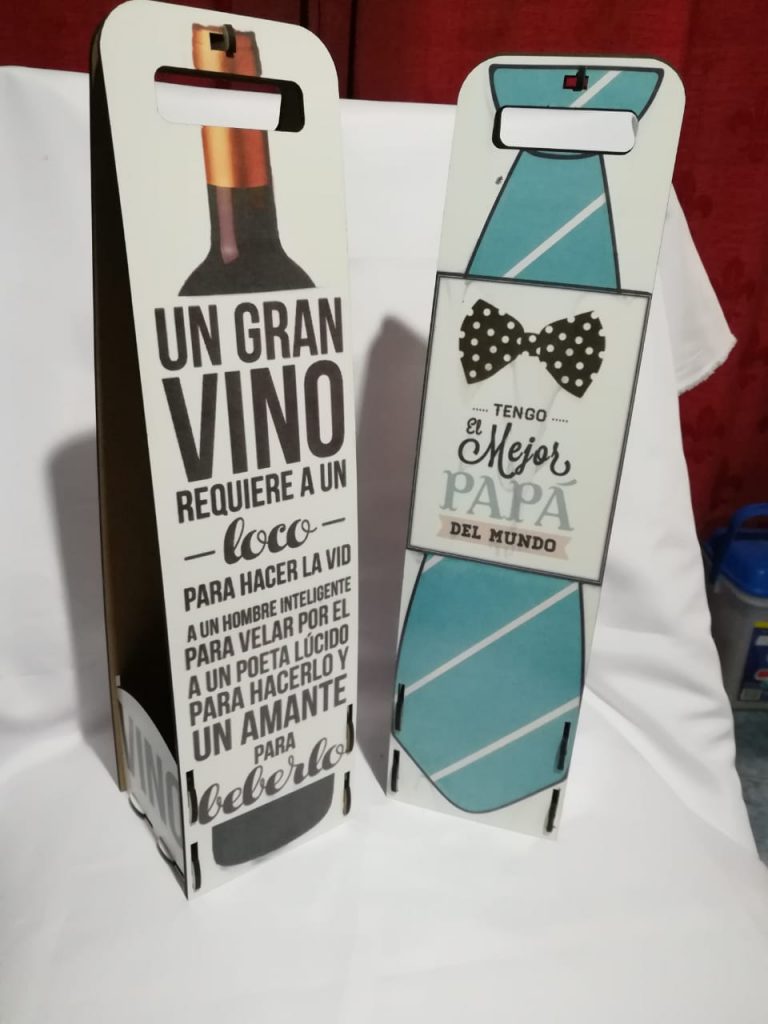 UN GRAN
VINO
REQUIERE A UN
loco
PARA HACER LA VID
A UN HOMBRE INTELIGENTE
PARA VELAR POR EL
A UN POETA LÚCIDO
PARA HACERLO Y
UN AMANTE
PARA
beberlo
VINO
TENGO
El
Mejor
PAPÁ
DEL MUNDO